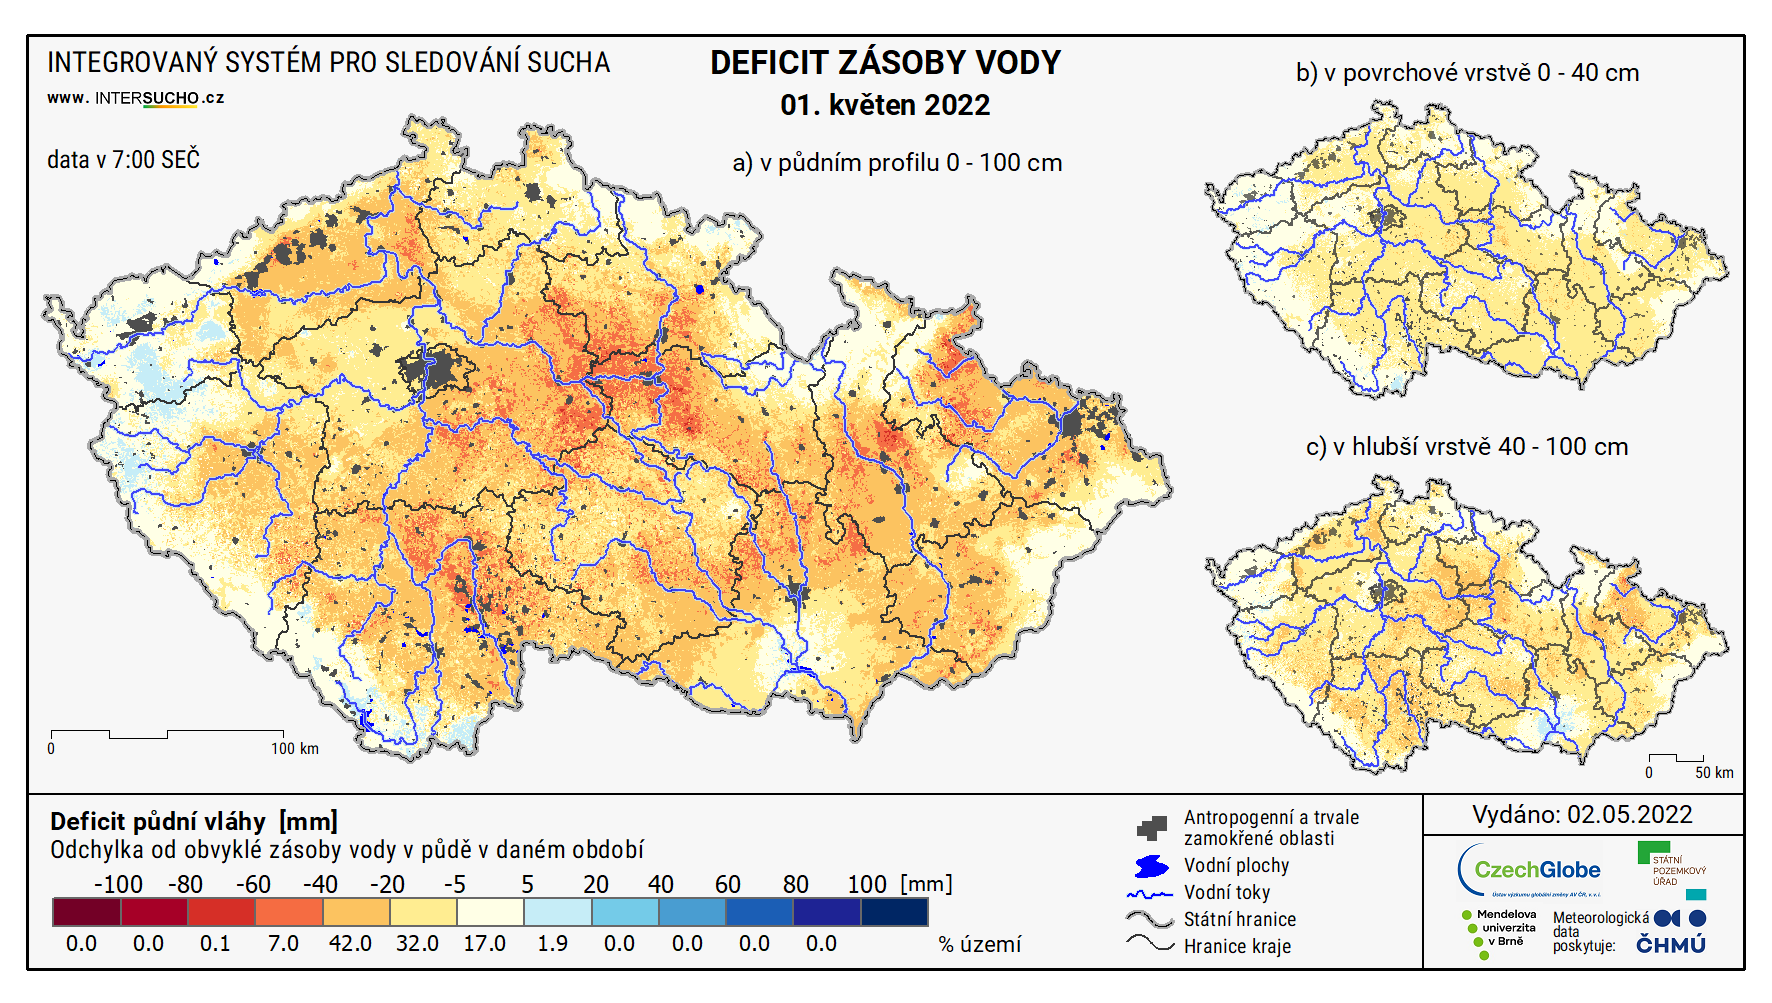 INTEGROVANÝ SYSTÉM PRO SLEDOVÁNÍ SUCHA
www. INTERSUCHO.cz
data v 7:00 SEČ
DEFICIT ZÁSOBY VODY
01. květen 2022
a) v půdním profilu 0 - 100 cm
b) v povrchové vrstvě 0 - 40 cm
c) v hlubší vrstvě 40 - 100 cm
0 100 km
0 50 km
Deficit půdní vláhy [mm]
Odchylka od obvyklé zásoby vody v půdě v daném období
-100 -80 -60 -40 -20 -5 5 20 40 60 80 100 [mm]
0.0 0.0 0.1 7.0 42.0 32.0 17.0 1.9 0.0 0.0 0.0 0.0 % území
Antropogenní a trvale
zamokřené oblasti
Vodní plochy
Vodní toky
Státní hranice
Hranice kraje
Vydáno: 02.05.2022
CzechGlobe
Ústav výzkumu globální změny AV ČR, v. v. i.
STÁTNÍ
POZEMKOVÝ
ÚŘAD
Mendelova
univerzita
v Brně
Meteorologická
data
poskytuje:
ČHMÚ